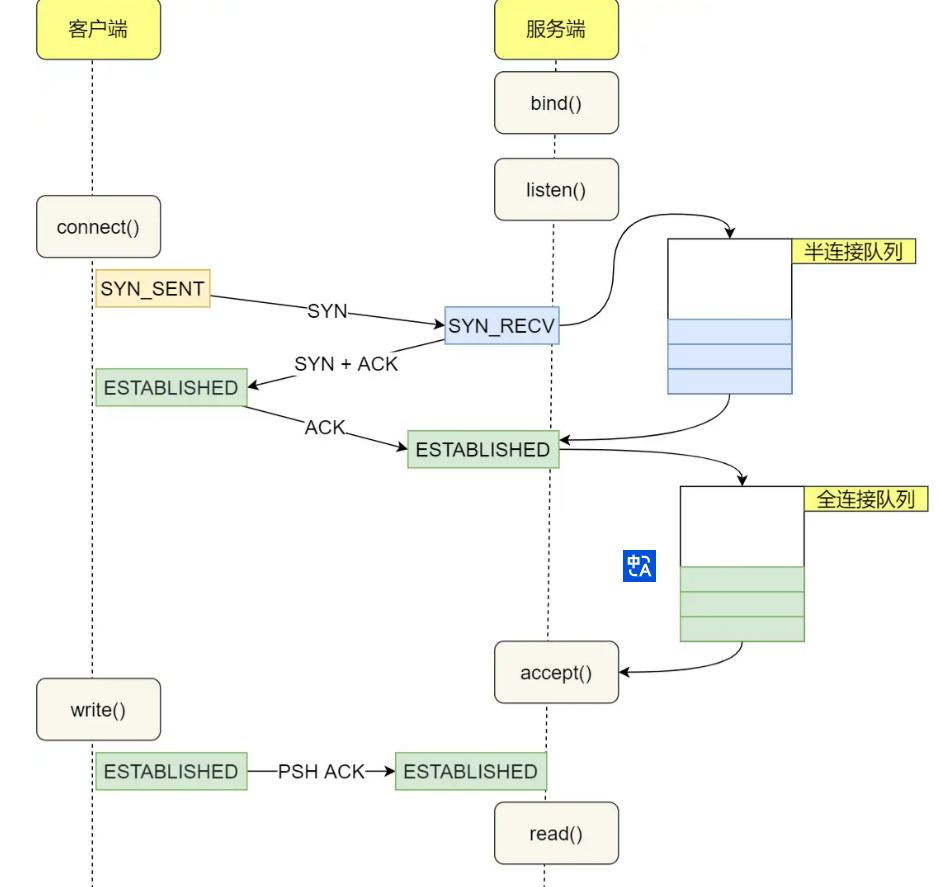 客户端
服务端
bind()
listen()
connect()
半连接队列
SYN_SENT
SYN
SYN_RECV
SYN + ACK
ESTABLISHED
ACK
ESTABLISHED
全连接队列
中
A
accept()
write()
ESTABLISHED
PSH ACK
ESTABLISHED
read()